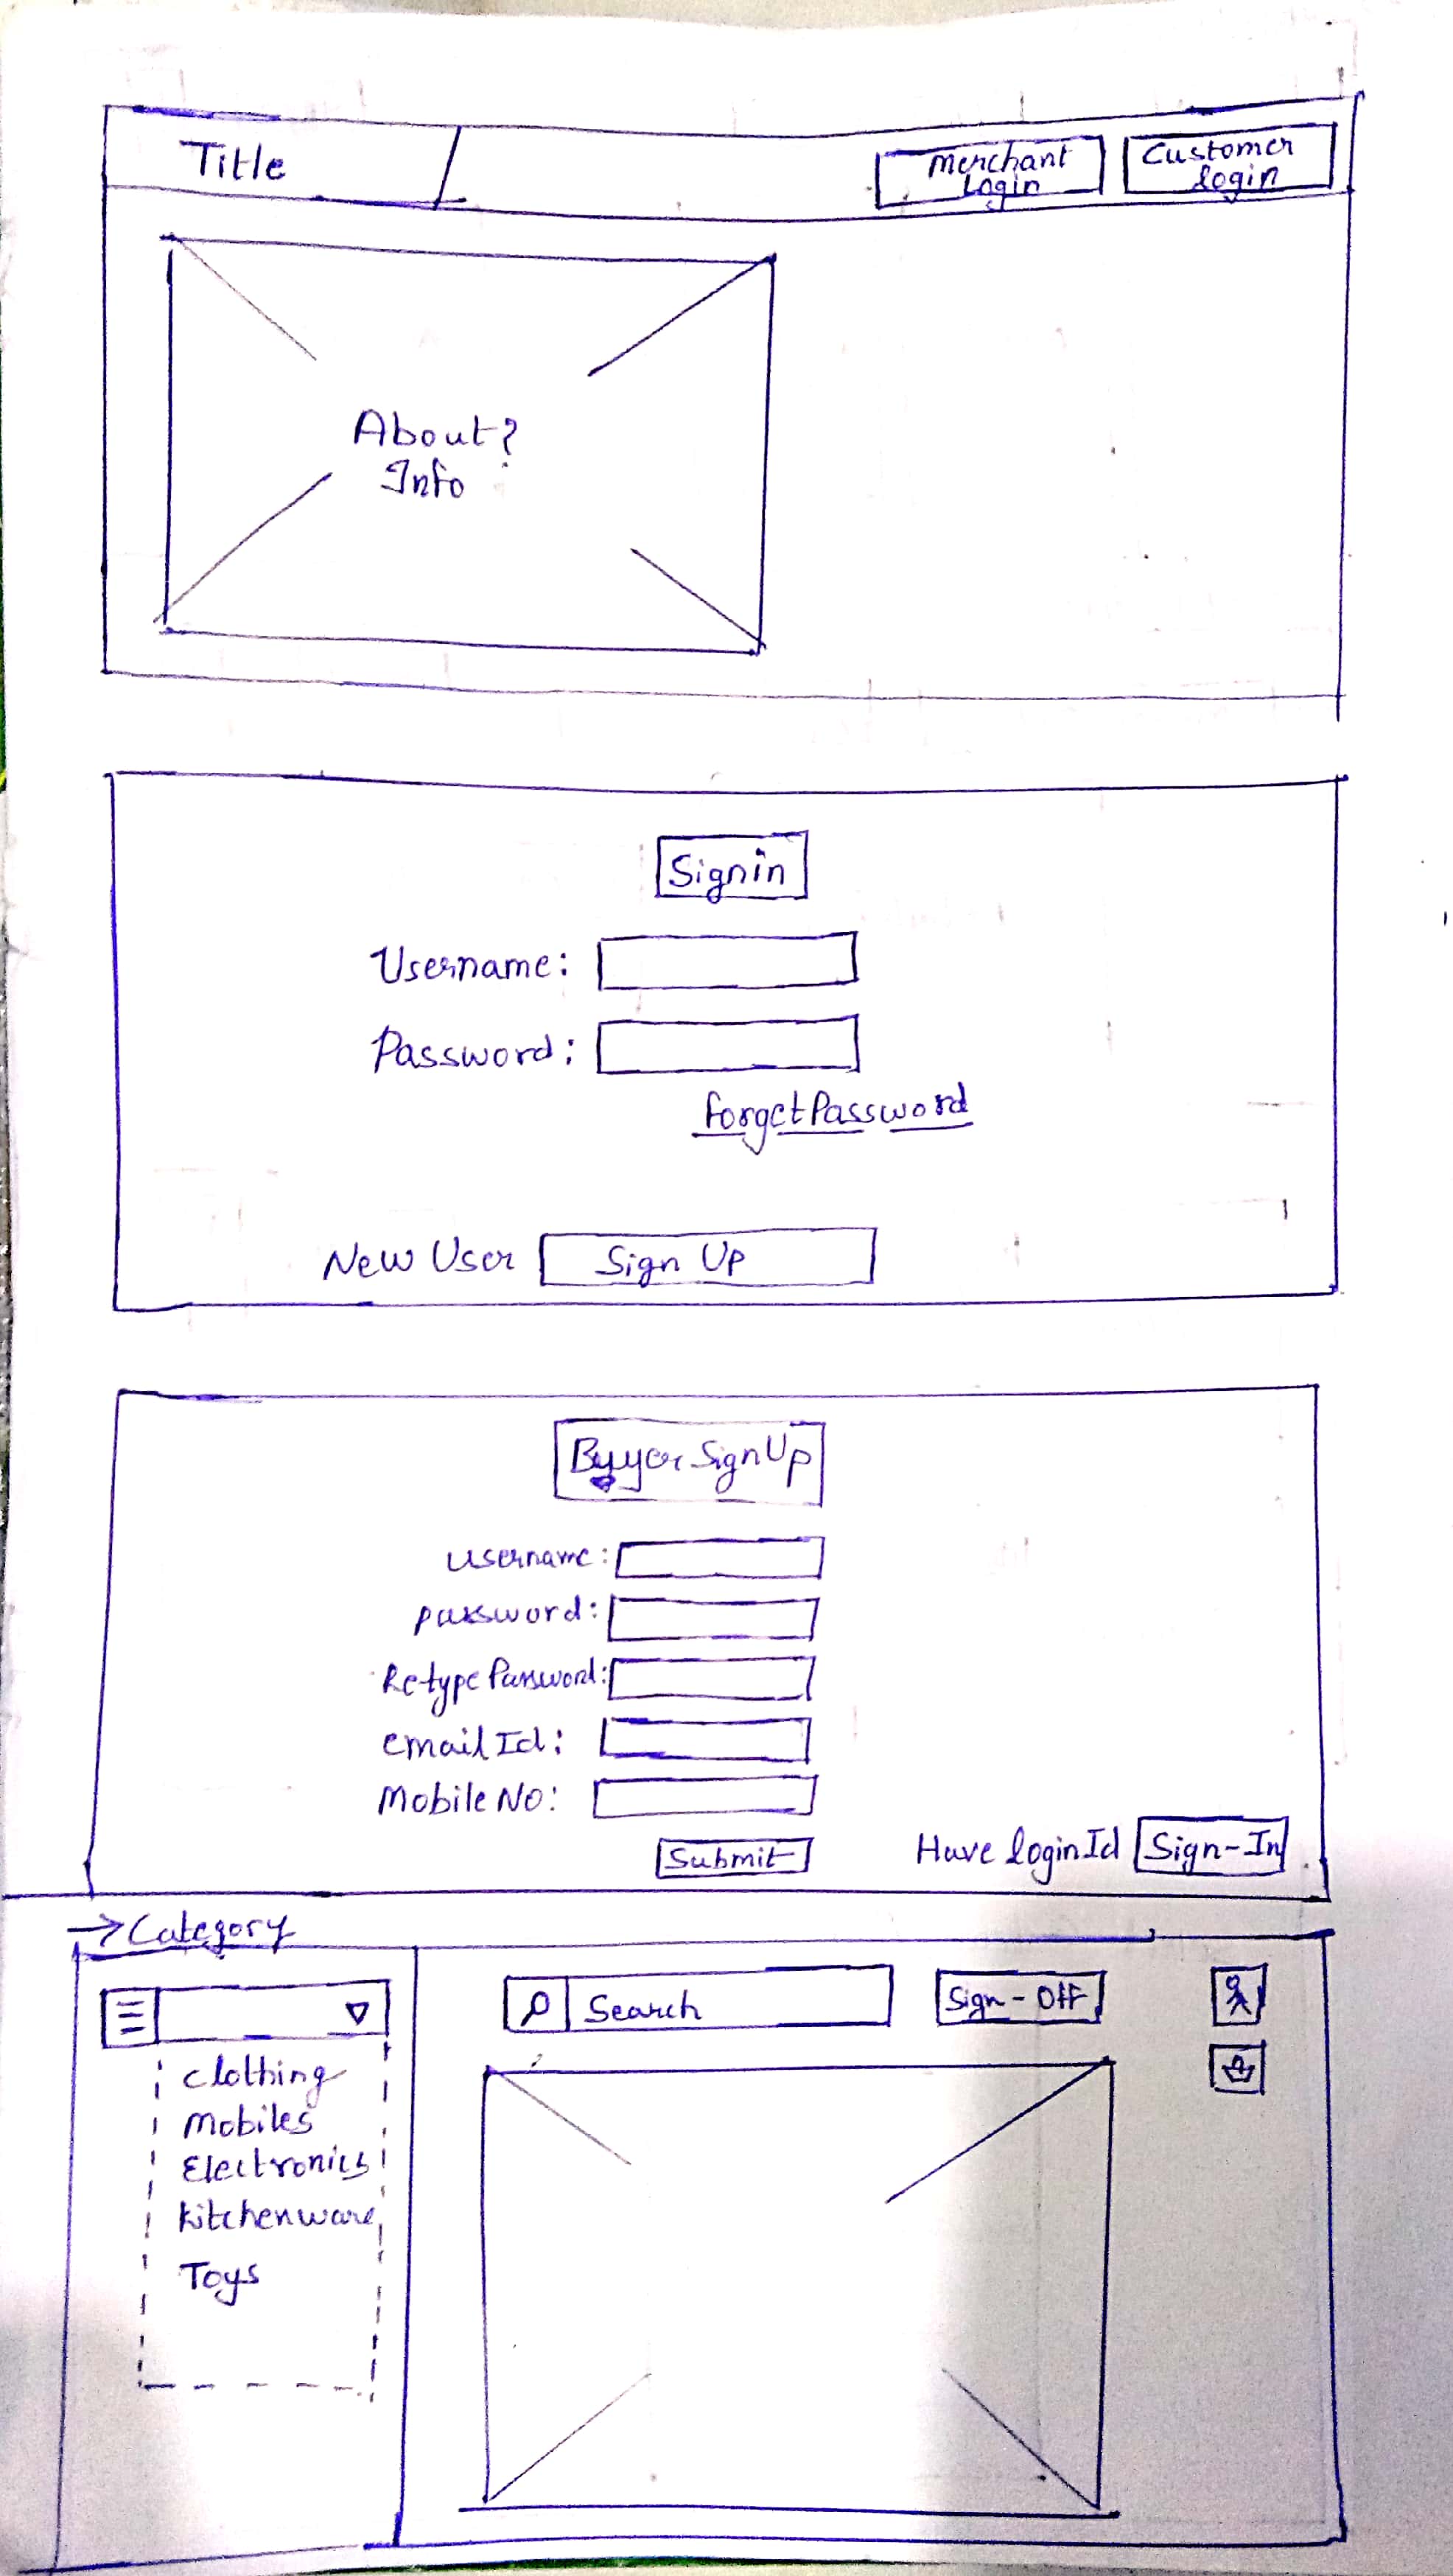 Title
Merchant
Login
Customer
login
About?
Info
Signin
Username:
Password:
forgetPassword
New User Sign Up
Buyer SignUp
username:
password:
Retype Password:
email Id:
Mobile No:
Submit
Have login Id Sign-In
→ Category
Search
Sign-Off
clothing
Mobiles
Electronics
kitchenware
Toys